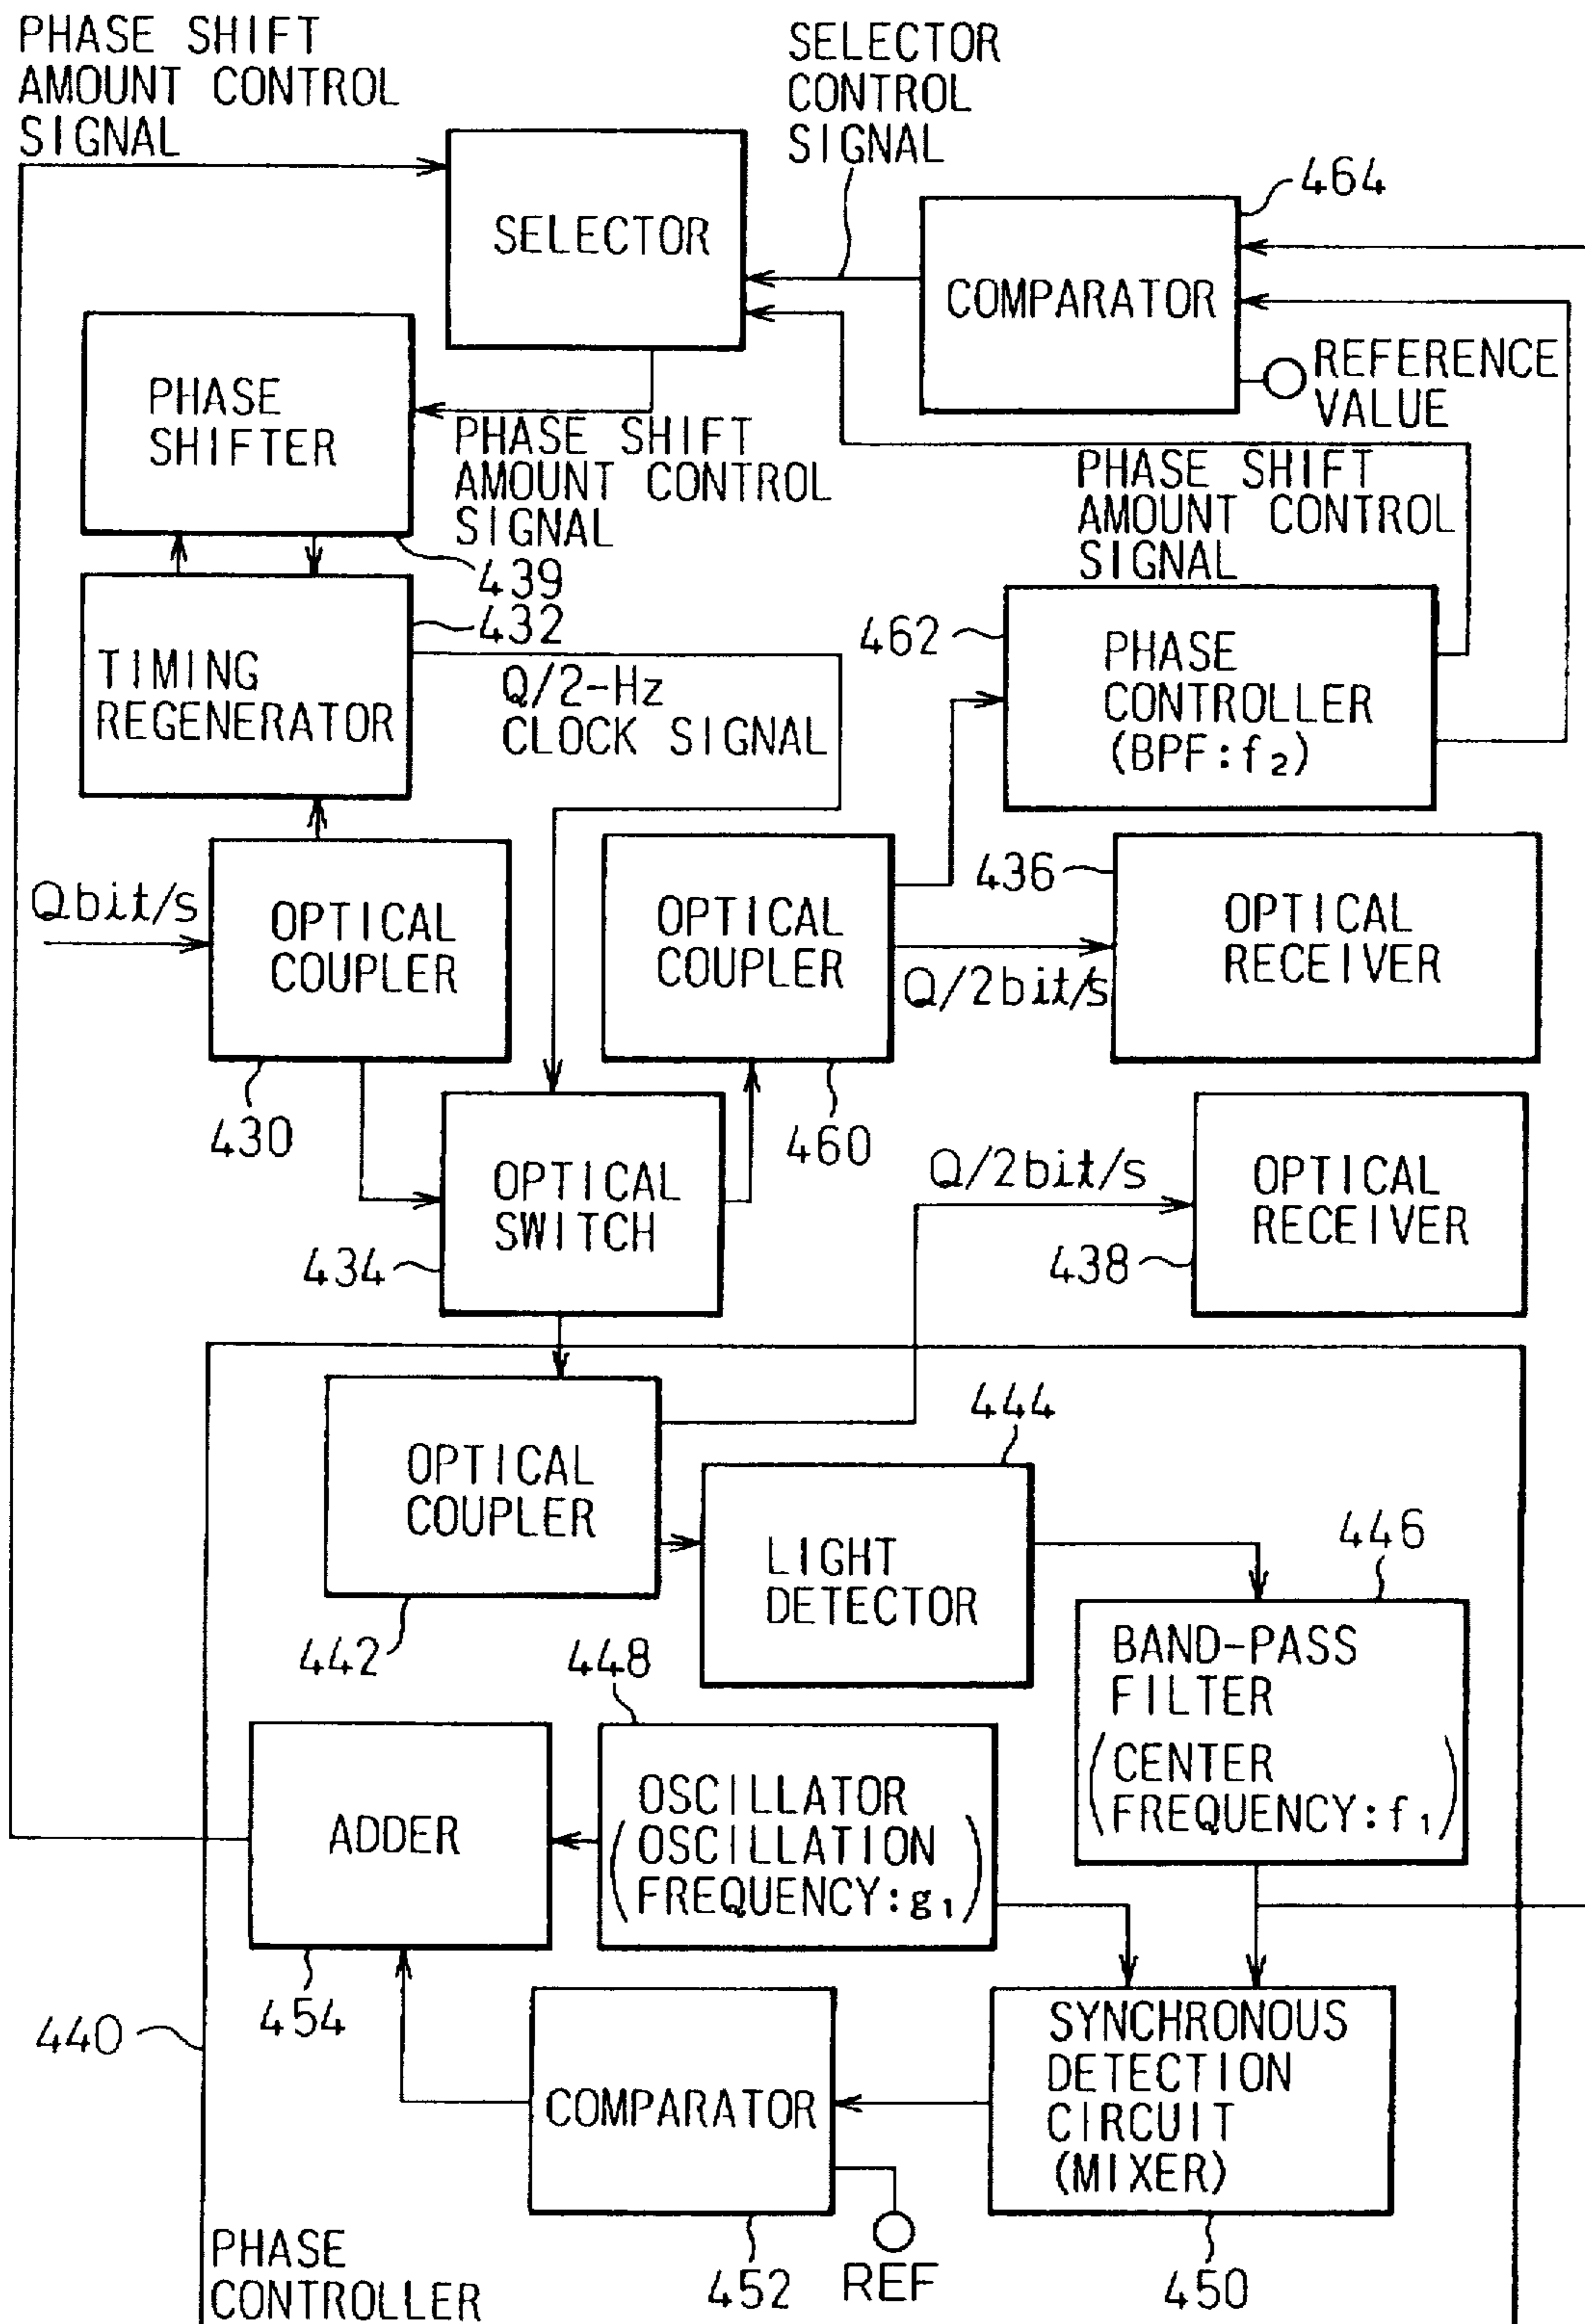 PHASE SHIFT
AMOUNT CONTROL
SIGNAL
SELECTOR
CONTROL
SIGNAL
464
SELECTOR
COMPARATOR
REFERENCE
VALUE
PHASE
SHIFTER
PHASE SHIFT
AMOUNT CONTROL
SIGNAL
PHASE SHIFT
AMOUNT CONTROL
SIGNAL
439
432
462
TIMING
REGENERATOR
Q/2-Hz
CLOCK SIGNAL
PHASE
CONTROLLER
(BPF:f₂)
Qbit/s
OPTICAL
COUPLER
OPTICAL
COUPLER
436
OPTICAL
RECEIVER
Q/2bit/s
430
460
OPTICAL
SWITCH
434
Q/2bit/s
OPTICAL
RECEIVER
438
OPTICAL
COUPLER
444
442
LIGHT
DETECTOR
446
448
BAND-PASS
FILTER
(CENTER
FREQUENCY:f₁)
ADDER
OSCILLATOR
(OSCILLATION
FREQUENCY:g₁)
454
440
COMPARATOR
SYNCHRONOUS
DETECTION
CIRCUIT
(MIXER)
PHASE
CONTROLLER
452
REF
450